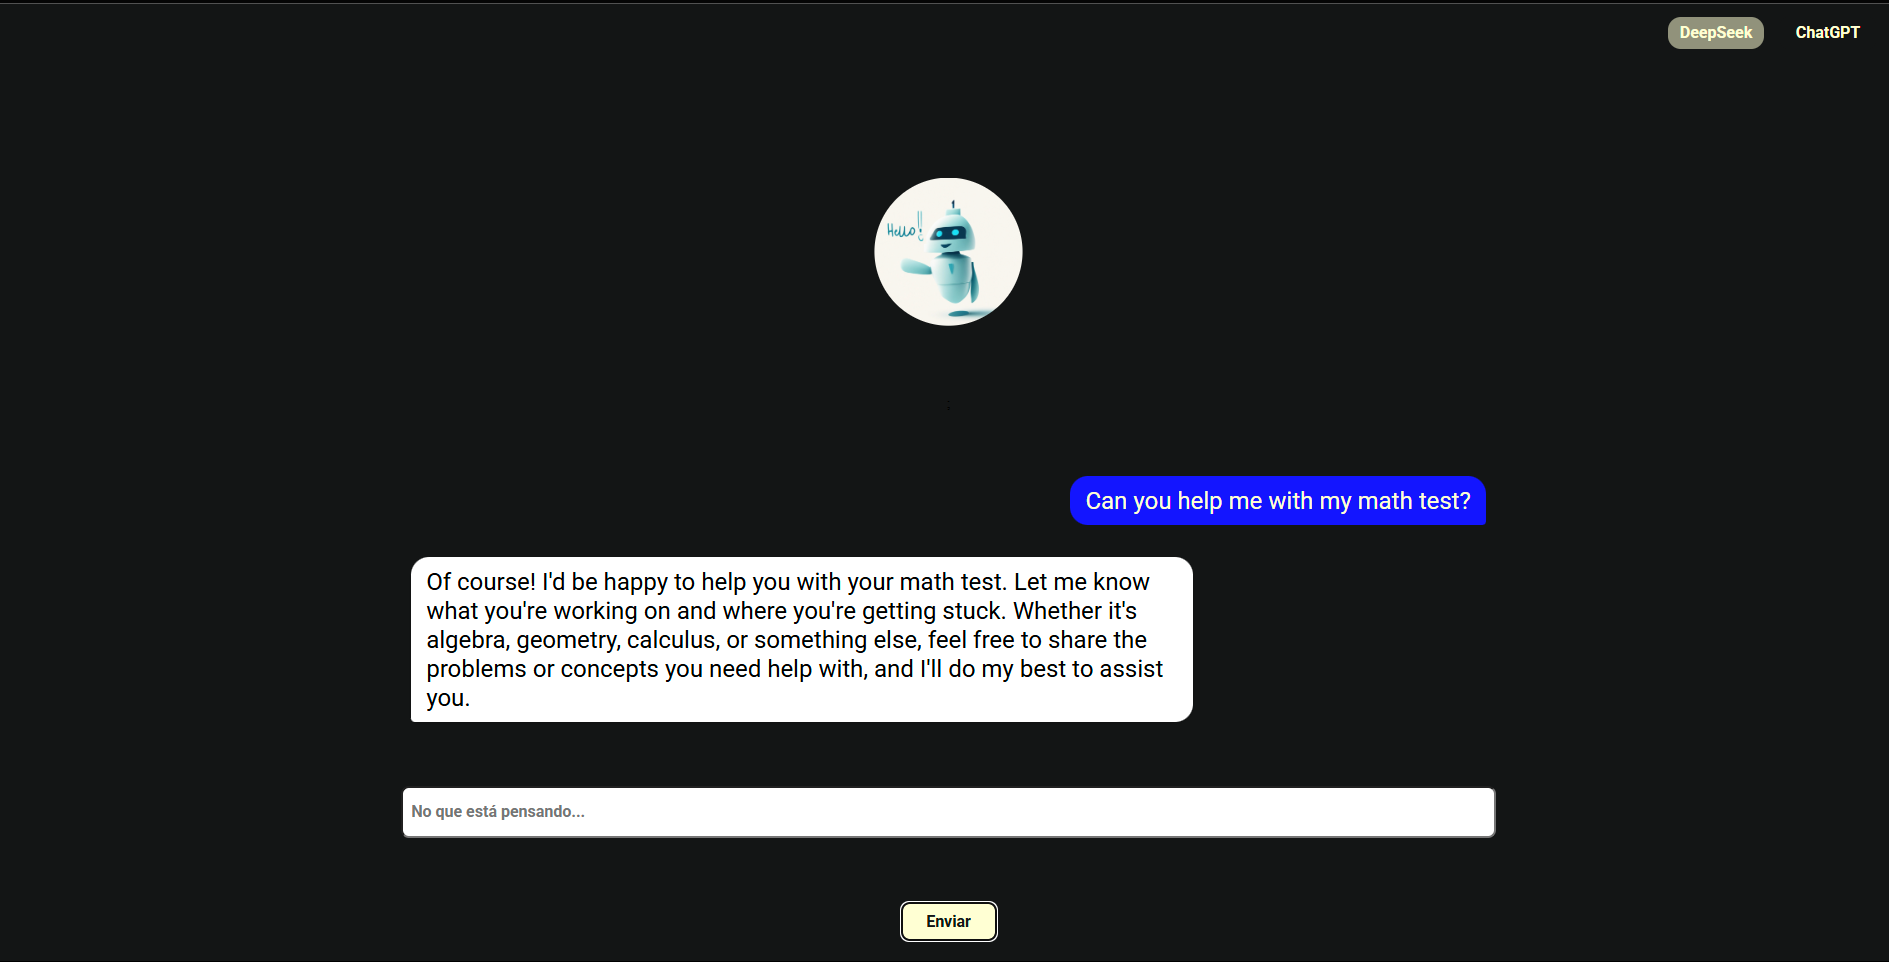 DeepSeek
ChatGPT
Hello!!
;
Can you help me with my math test?
Of course! I'd be happy to help you with your math test. Let me know
what you're working on and where you're getting stuck. Whether it's
algebra, geometry, calculus, or something else, feel free to share the
problems or concepts you need help with, and I'll do my best to assist
you.
No que está pensando...
Enviar